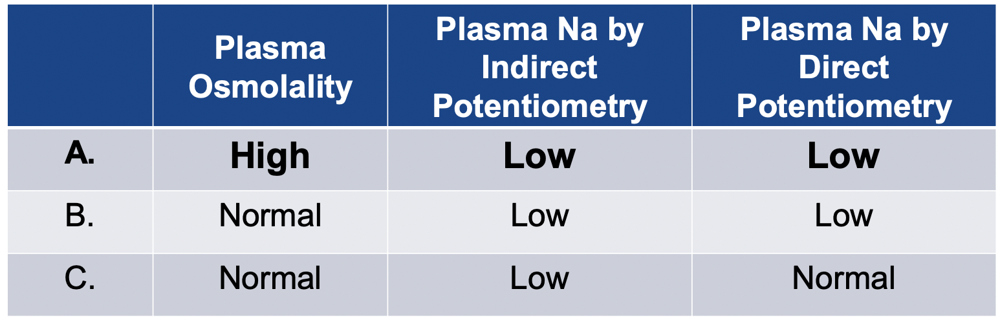 Plasma
Osmolality
Plasma Na by
Indirect
Potentiometry
Plasma Na by
Direct
Potentiometry
A. High Low Low
B. Normal Low Low
C. Normal Low Normal